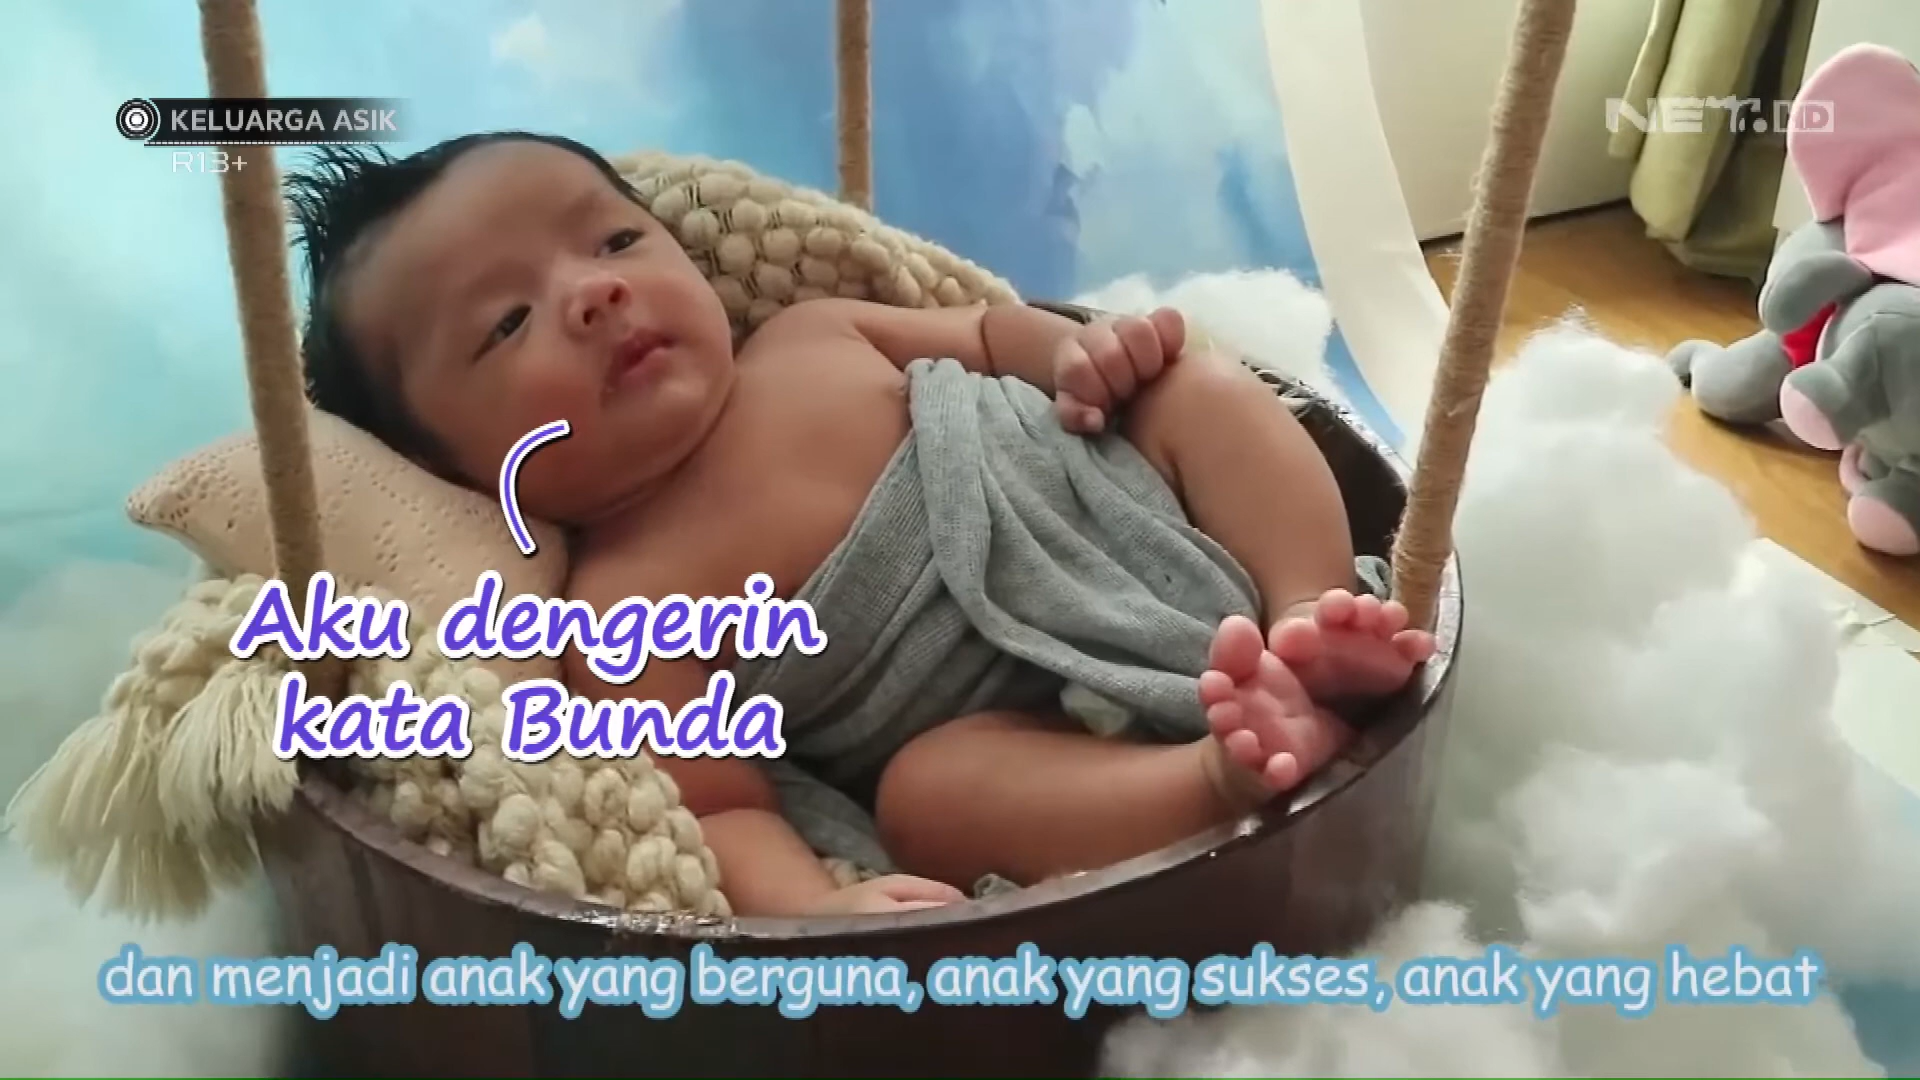 KELUARGA ASIK
R13+
NET. HD
Aku dengerin
kata Bunda
dan menjadi anak yang berguna, anak yang sukses, anak yang hebat